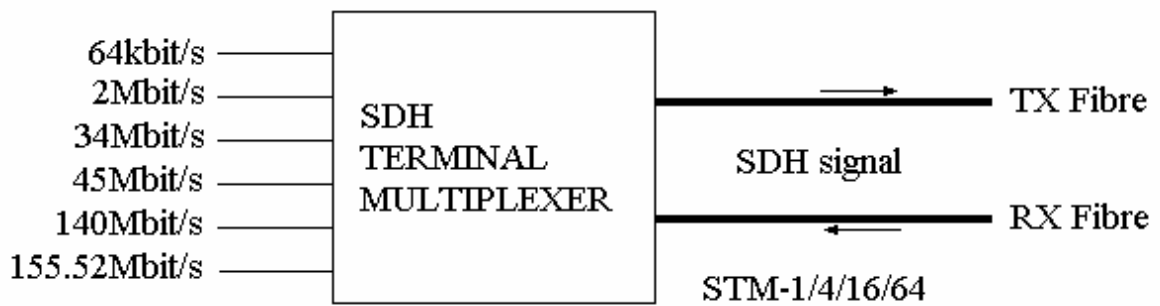 64kbit/s
2Mbit/s
34Mbit/s
45Mbit/s
140Mbit/s
155.52Mbit/s
SDH
TERMINAL
MULTIPLEXER
TX Fibre
SDH signal
RX Fibre
STM-1/4/16/64